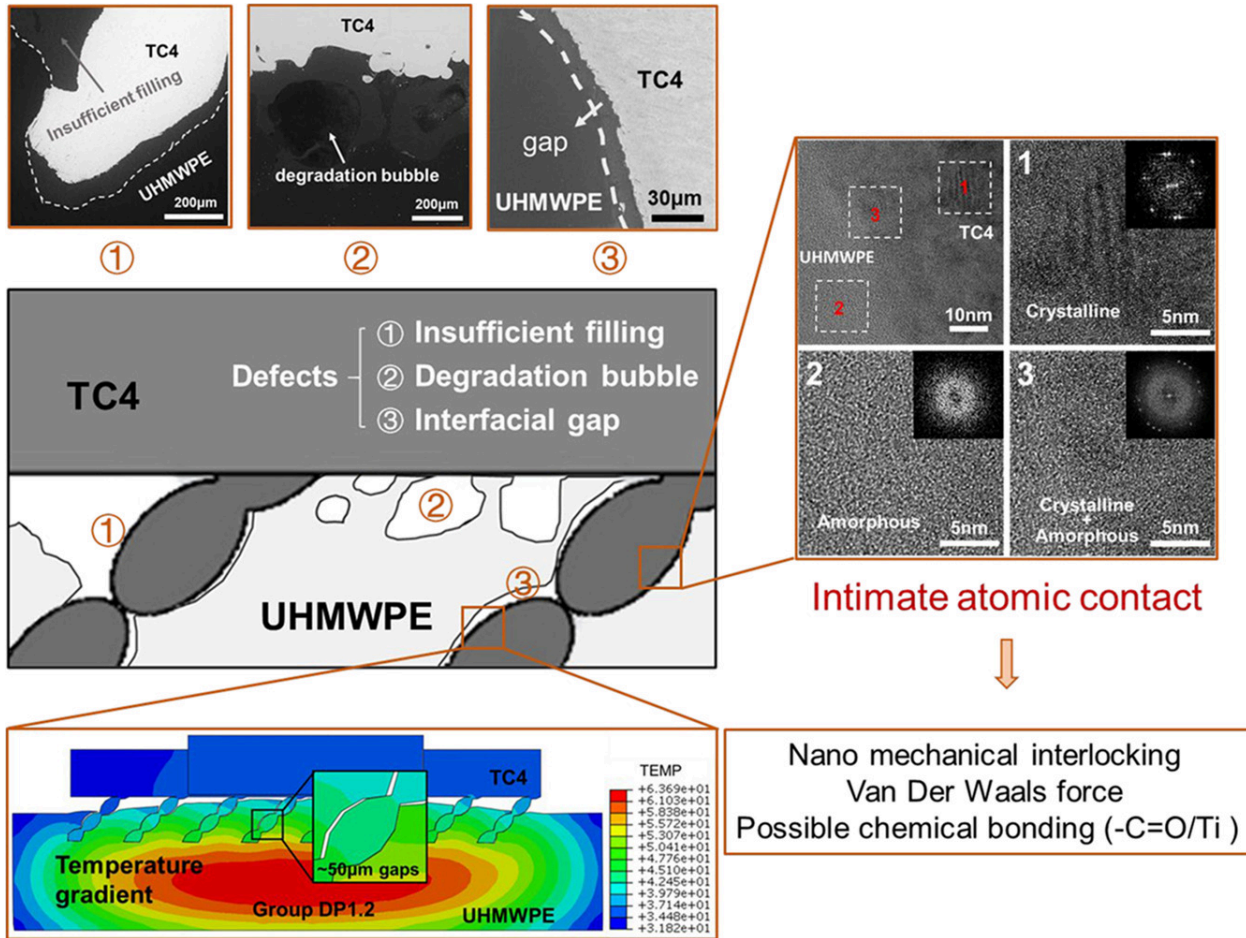 TC4
Insufficient filling
UHMWPE
200μm
TC4
degradation bubble
200μm
TC4
gap
UHMWPE
30μm
①
②
③
TC4
Defects
① Insufficient filling
② Degradation bubble
③ Interfacial gap
①
②
③
UHMWPE
1
3
TC4
UHMWPE
2
10nm
1
Crystalline
5nm
2
Amorphous
5nm
3
Crystalline
+
Amorphous
5nm
Intimate atomic contact
Nano mechanical interlocking
Van Der Waals force
Possible chemical bonding (-C=O/Ti )
TC4
~50μm gaps
Temperature
gradient
Group DP1.2
UHMWPE
TEMP
+6.369e+01
+6.103e+01
+5.838e+01
+5.572e+01
+5.307e+01
+5.041e+01
+4.776e+01
+4.510e+01
+4.245e+01
+3.979e+01
+3.714e+01
+3.448e+01
+3.182e+01